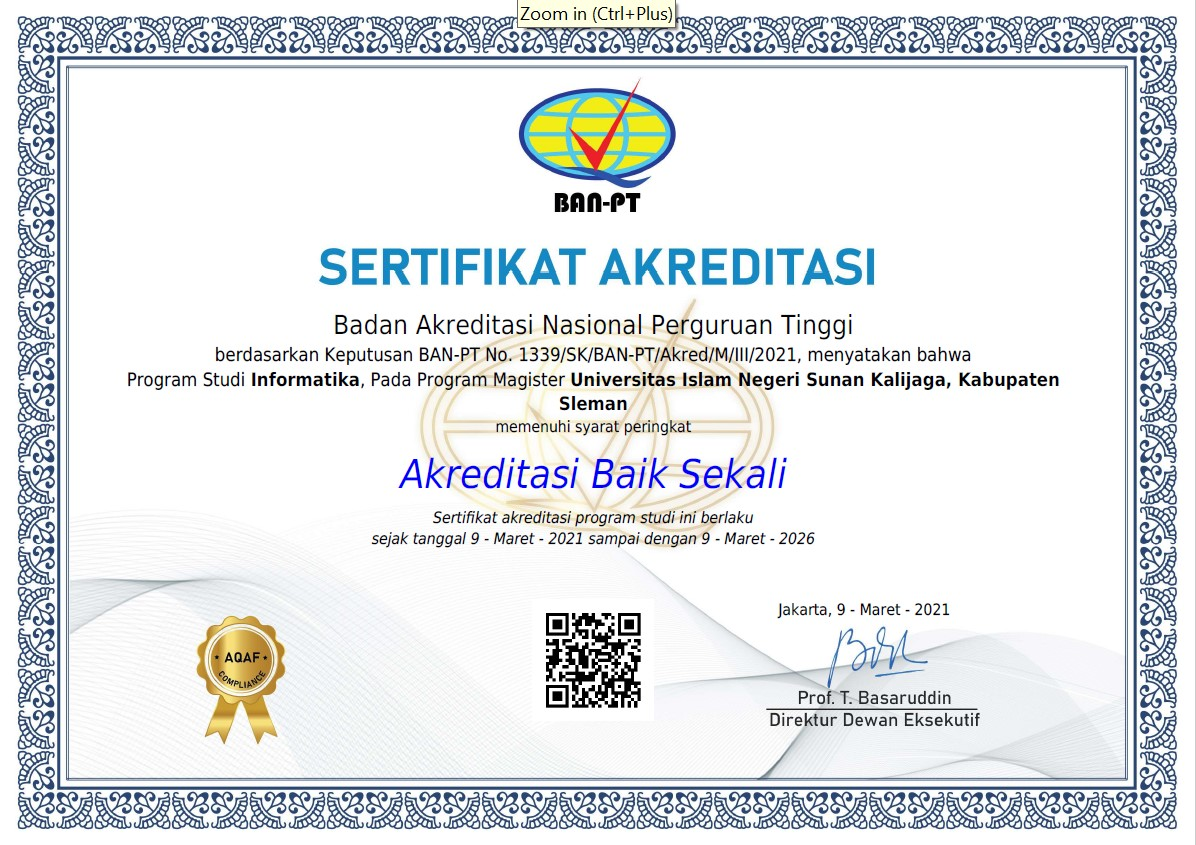 Zoom in (Ctrl+Plus)
BAN-PT
SERTIFIKAT AKREDITASI
Badan Akreditasi Nasional Perguruan Tinggi
berdasarkan Keputusan BAN-PT No. 1339/SK/BAN-PT/Akred/M/III/2021, menyatakan bahwa
Program Studi Informatika, Pada Program Magister Universitas Islam Negeri Sunan Kalijaga, Kabupaten
Sleman
memenuhi syarat peringkat
Akreditasi Baik Sekali
Sertifikat akreditasi program studi ini berlaku
sejak tanggal 9 - Maret - 2021 sampai dengan 9 - Maret - 2026
AQAF
COMPLIANCE
Jakarta, 9 - Maret - 2021
Prof. T. Basaruddin
Direktur Dewan Eksekutif